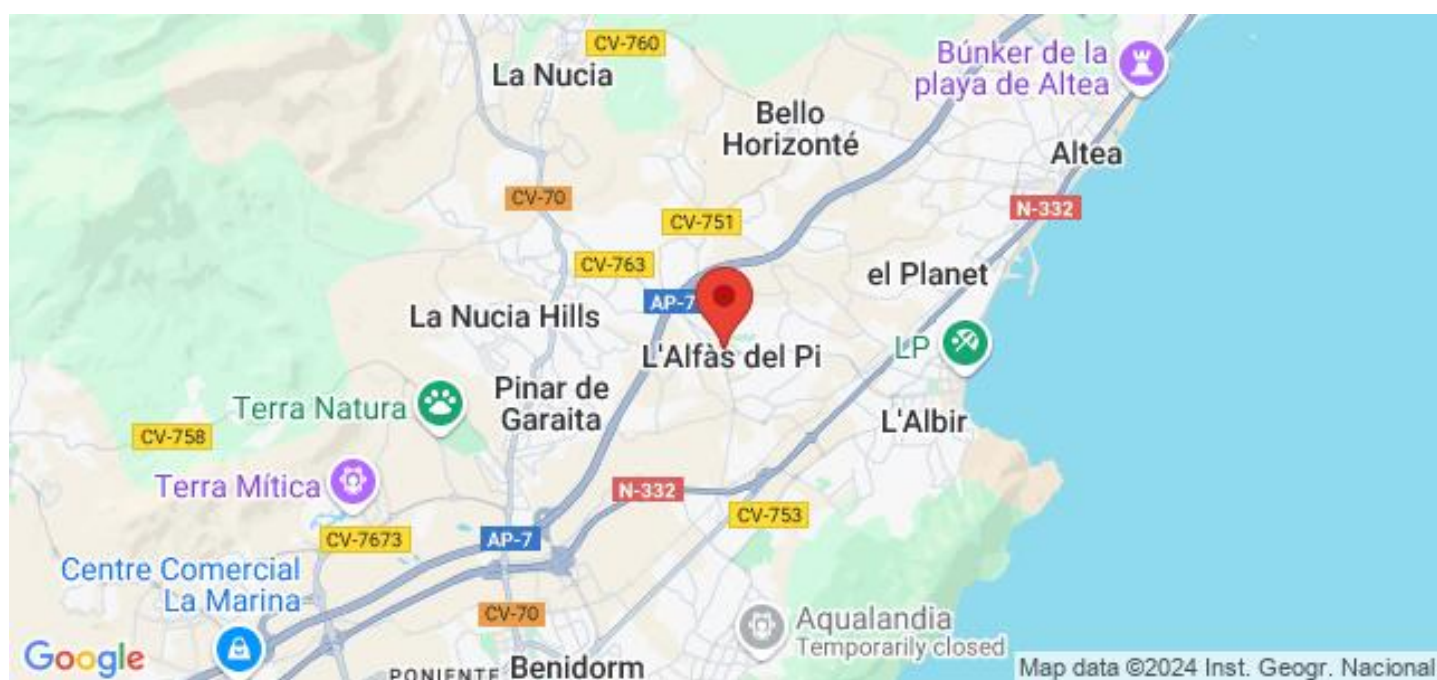 CV-760
La Nucia
Búnker de la
playa de Altea
Bello
Horizonté
Altea
CV-70
N-332
CV-751
CV-763
el Planet
AP-7
La Nucia Hills
L'Alfàs del Pi
LP
Pinar de
Garaita
Terra Natura
L'Albir
CV-758
Terra Mítica
N-332
CV-753
CV-7673
AP-7
Centre Comercial
La Marina
CV-70
Aqualandia
Temporarily closed
Google
PONIENTE
Benidorm
Map data ©2024 Inst. Geogr. Nacional